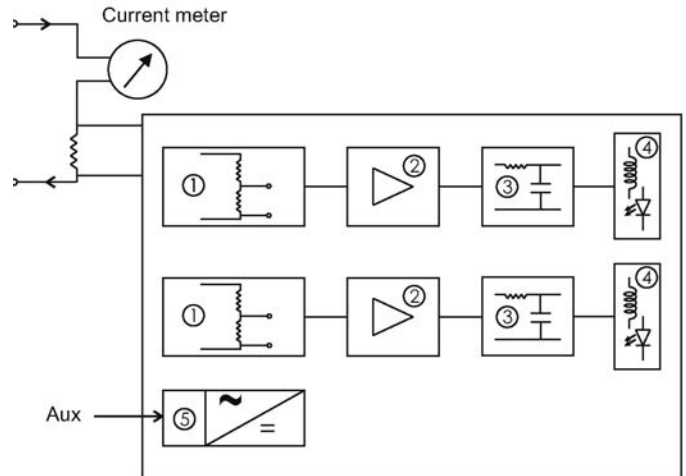 Current meter
① ② ③ ④
① ② ③ ④
Aux ⑤ ~ =